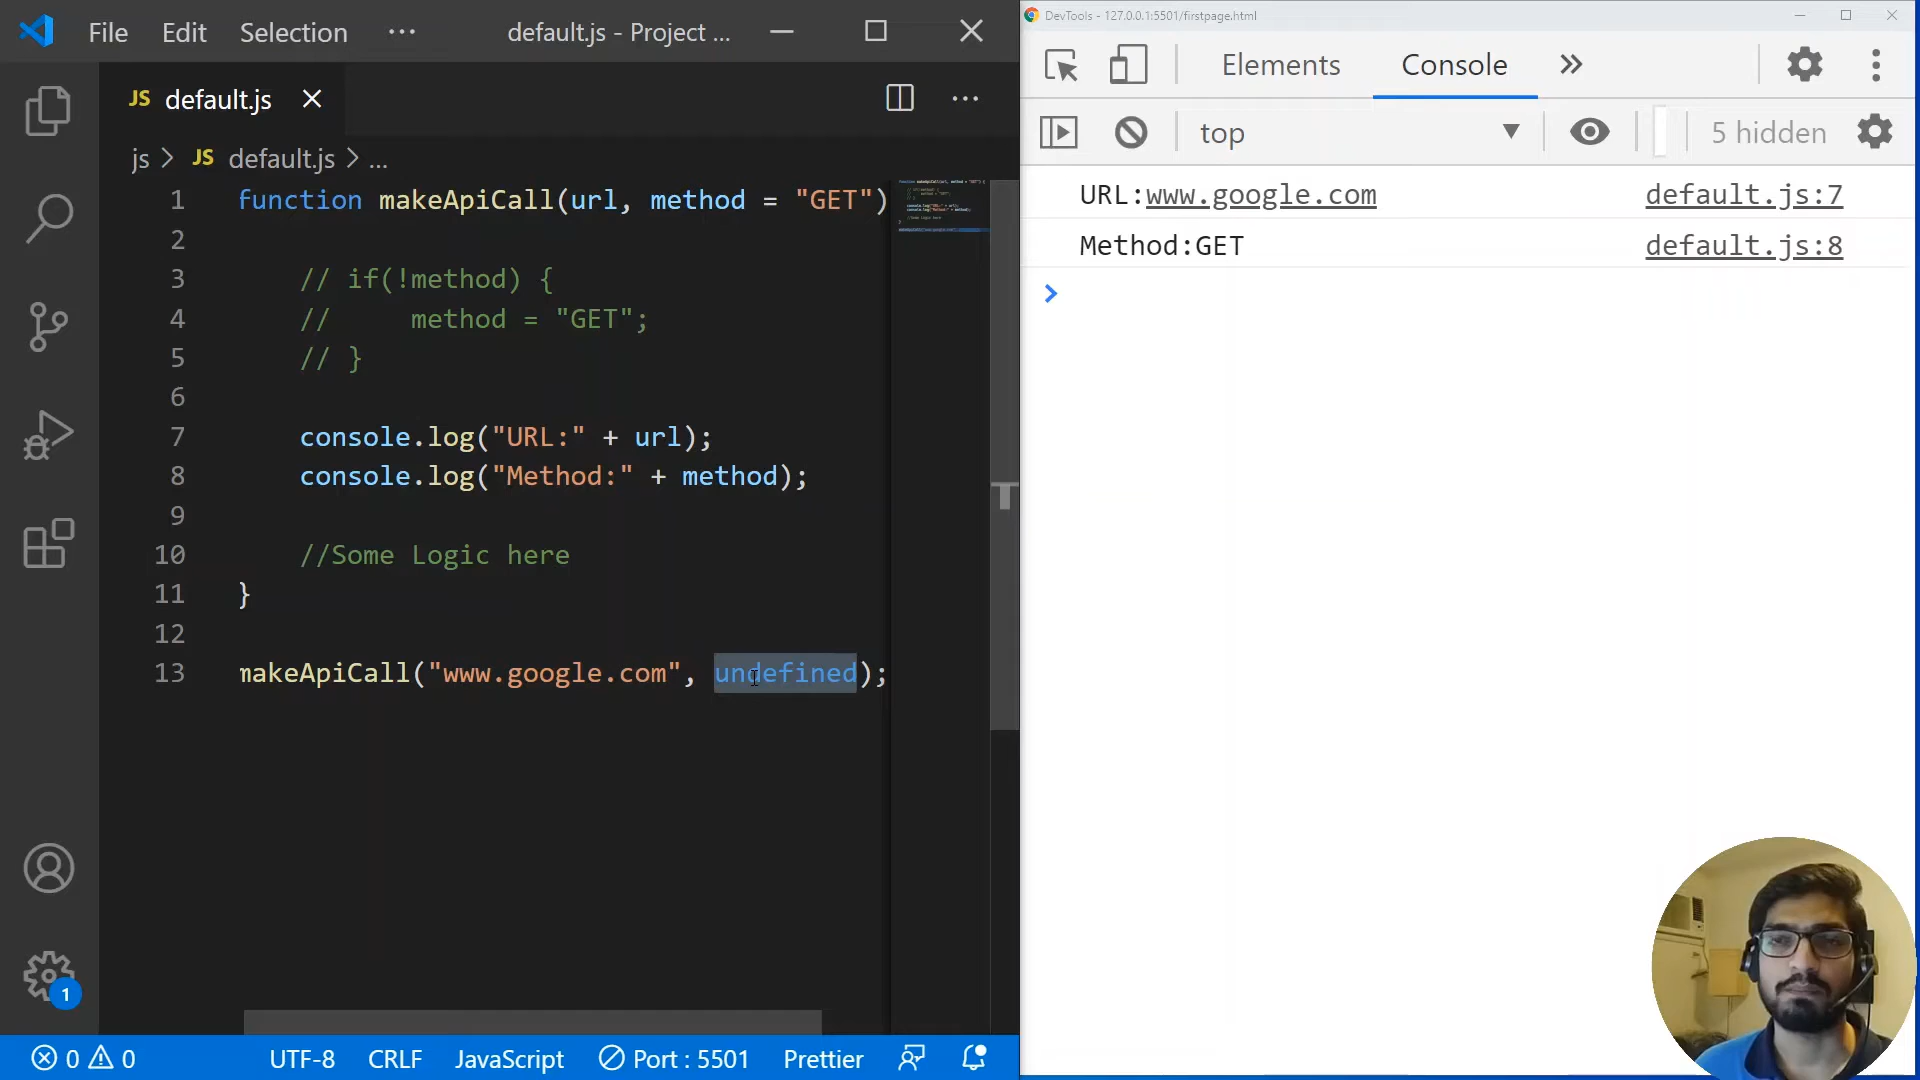 File Edit Selection ··· default.js - Project ...
JS default.js
js > JS default.js > ...
1 function makeApiCall(url, method = "GET")
2
3 // if(!method) {
4 //     method = "GET";
5 // }
6
7 console.log("URL:" + url);
8 console.log("Method:" + method);
9
10 //Some Logic here
11 }
12
13 makeApiCall("www.google.com", undefined);
1
0 0 UTF-8 CRLF JavaScript Port : 5501 Prettier
DevTools - 127.0.0.1:5501/firstpage.html
Elements Console
top 5 hidden
URL:www.google.com default.js:7
Method:GET default.js:8